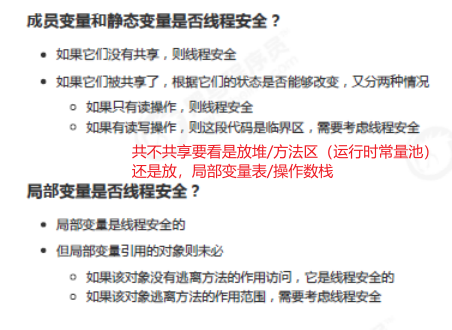 成员变量和静态变量是否线程安全？
如果它们没有共享，则线程安全
如果它们被共享了，根据它们的状态是否能够改变，又分两种情况
如果只有读操作，则线程安全
如果有读写操作，则这段代码是临界区，需要考虑线程安全
共不共享要看是放堆/方法区（运行时常量池）
还是放，局部变量表/操作数栈
局部变量是否线程安全？
局部变量是线程安全的
但局部变量引用的对象则未必
如果该对象没有逃离方法的作用访问，它是线程安全的
如果该对象逃离方法的作用范围，需要考虑线程安全